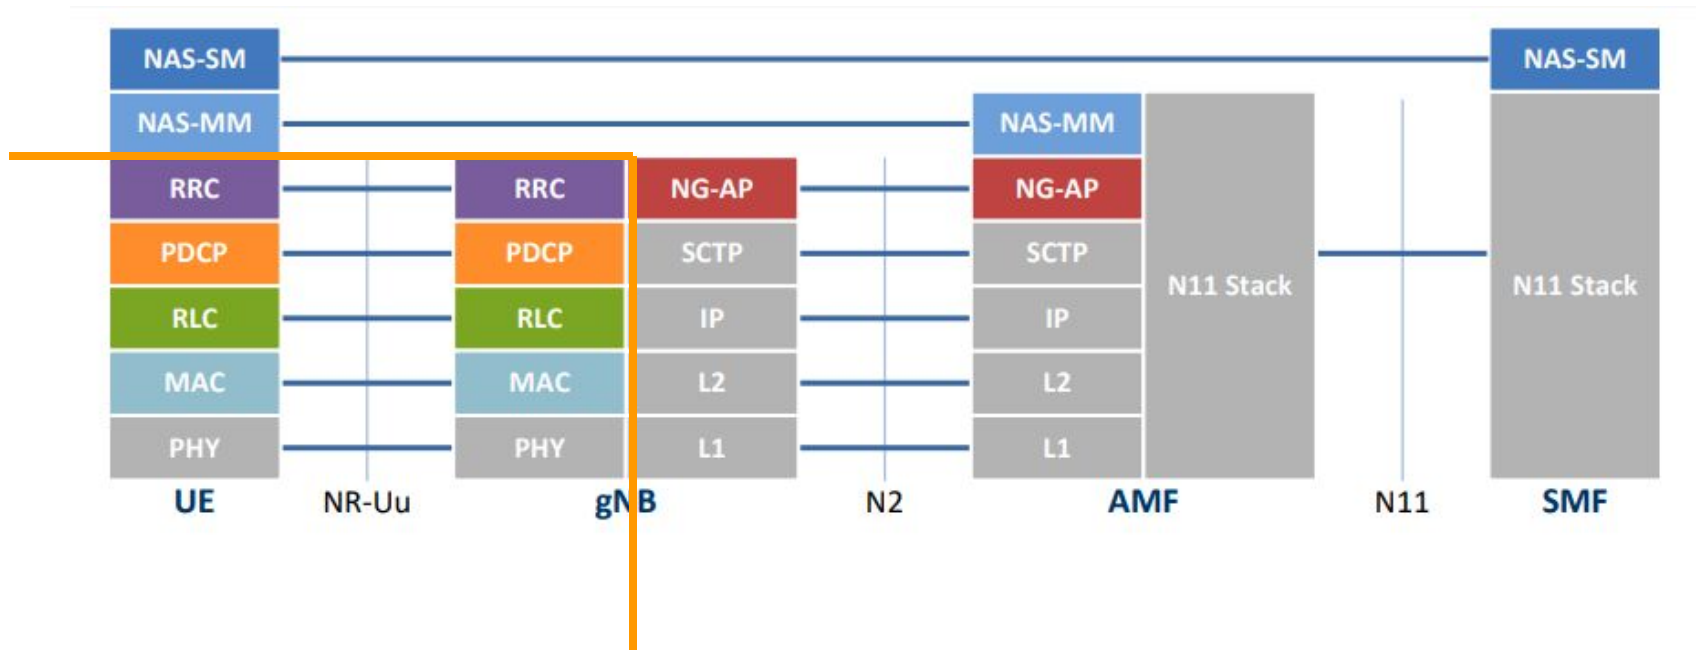 NAS-SM NAS-SM
NAS-MM NAS-MM
RRC RRC NG-AP NG-AP
PDCP PDCP SCTP SCTP
N11 Stack N11 Stack
RLC RLC IP IP
MAC MAC L2 L2
PHY PHY L1 L1
UE NR-Uu gNB N2 AMF N11 SMF